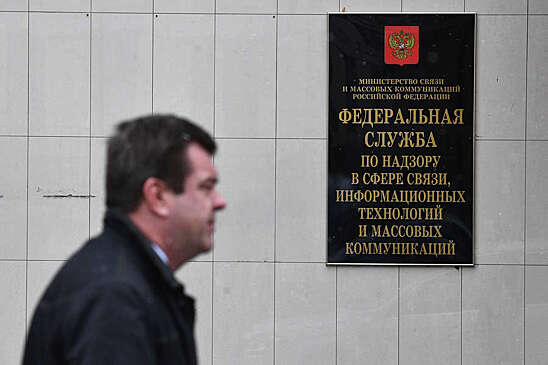 МИНИСТЕРСТВО СВЯЗИ
И МАССОВЫХ КОММУНИКАЦИЙ
РОССИЙСКОЙ ФЕДЕРАЦИИ
ФЕДЕРАЛЬНАЯ
СЛУЖБА
ПО НАДЗОРУ
В СФЕРЕ СВЯЗИ,
ИНФОРМАЦИОННЫХ
ТЕХНОЛОГИЙ
И МАССОВЫХ
КОММУНИКАЦИЙ